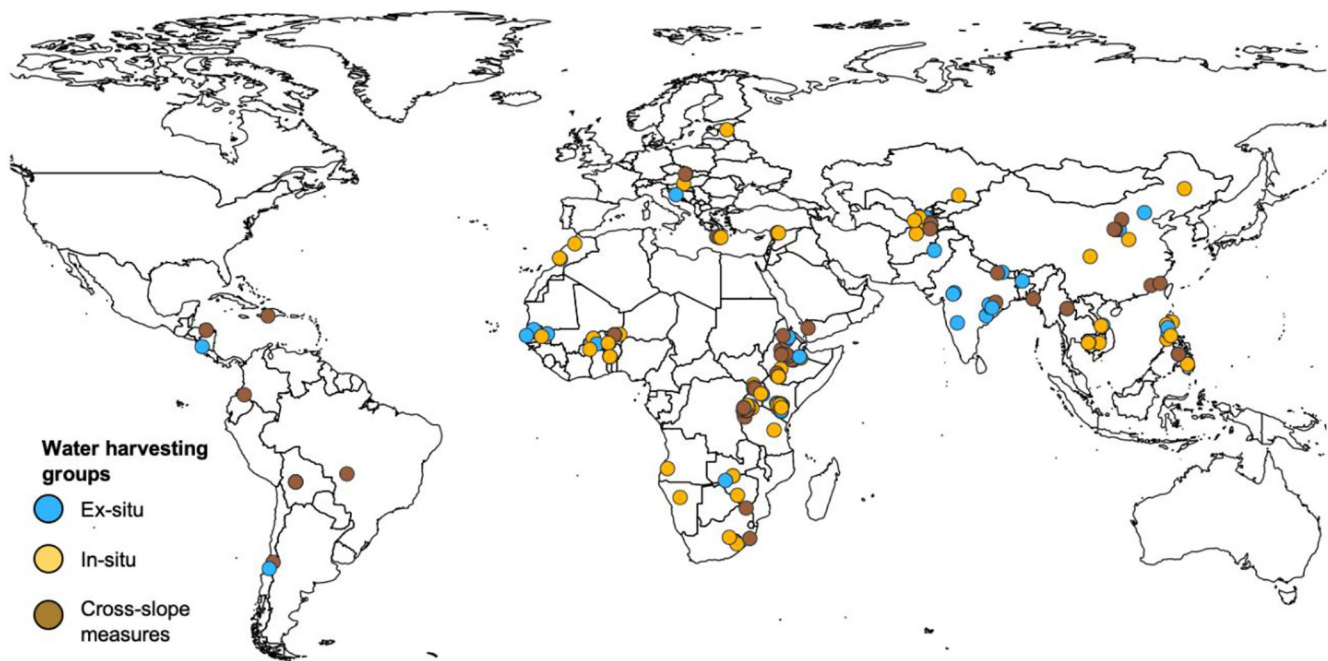 Water harvesting
groups
Ex-situ
In-situ
Cross-slope
measures